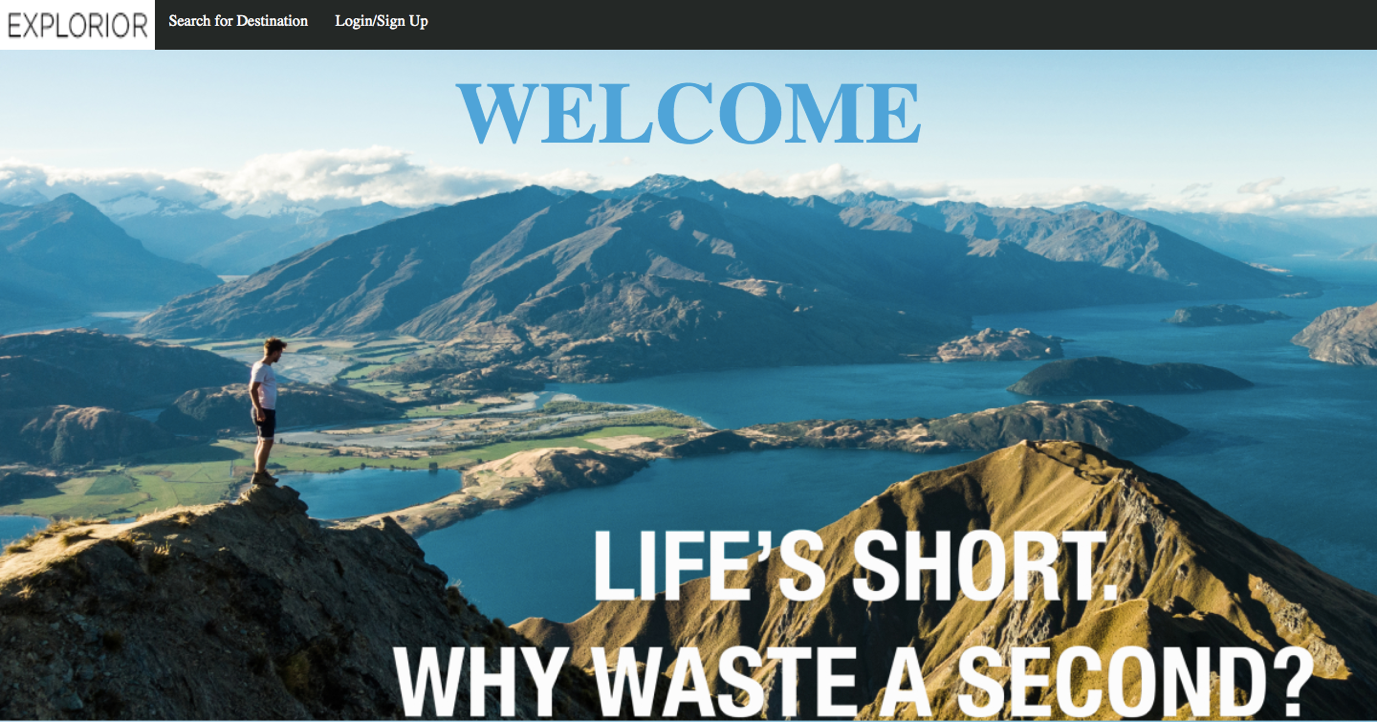 EXPLORIOR Search for Destination Login/Sign Up
WELCOME
LIFE’S SHORT.
WHY WASTE A SECOND?